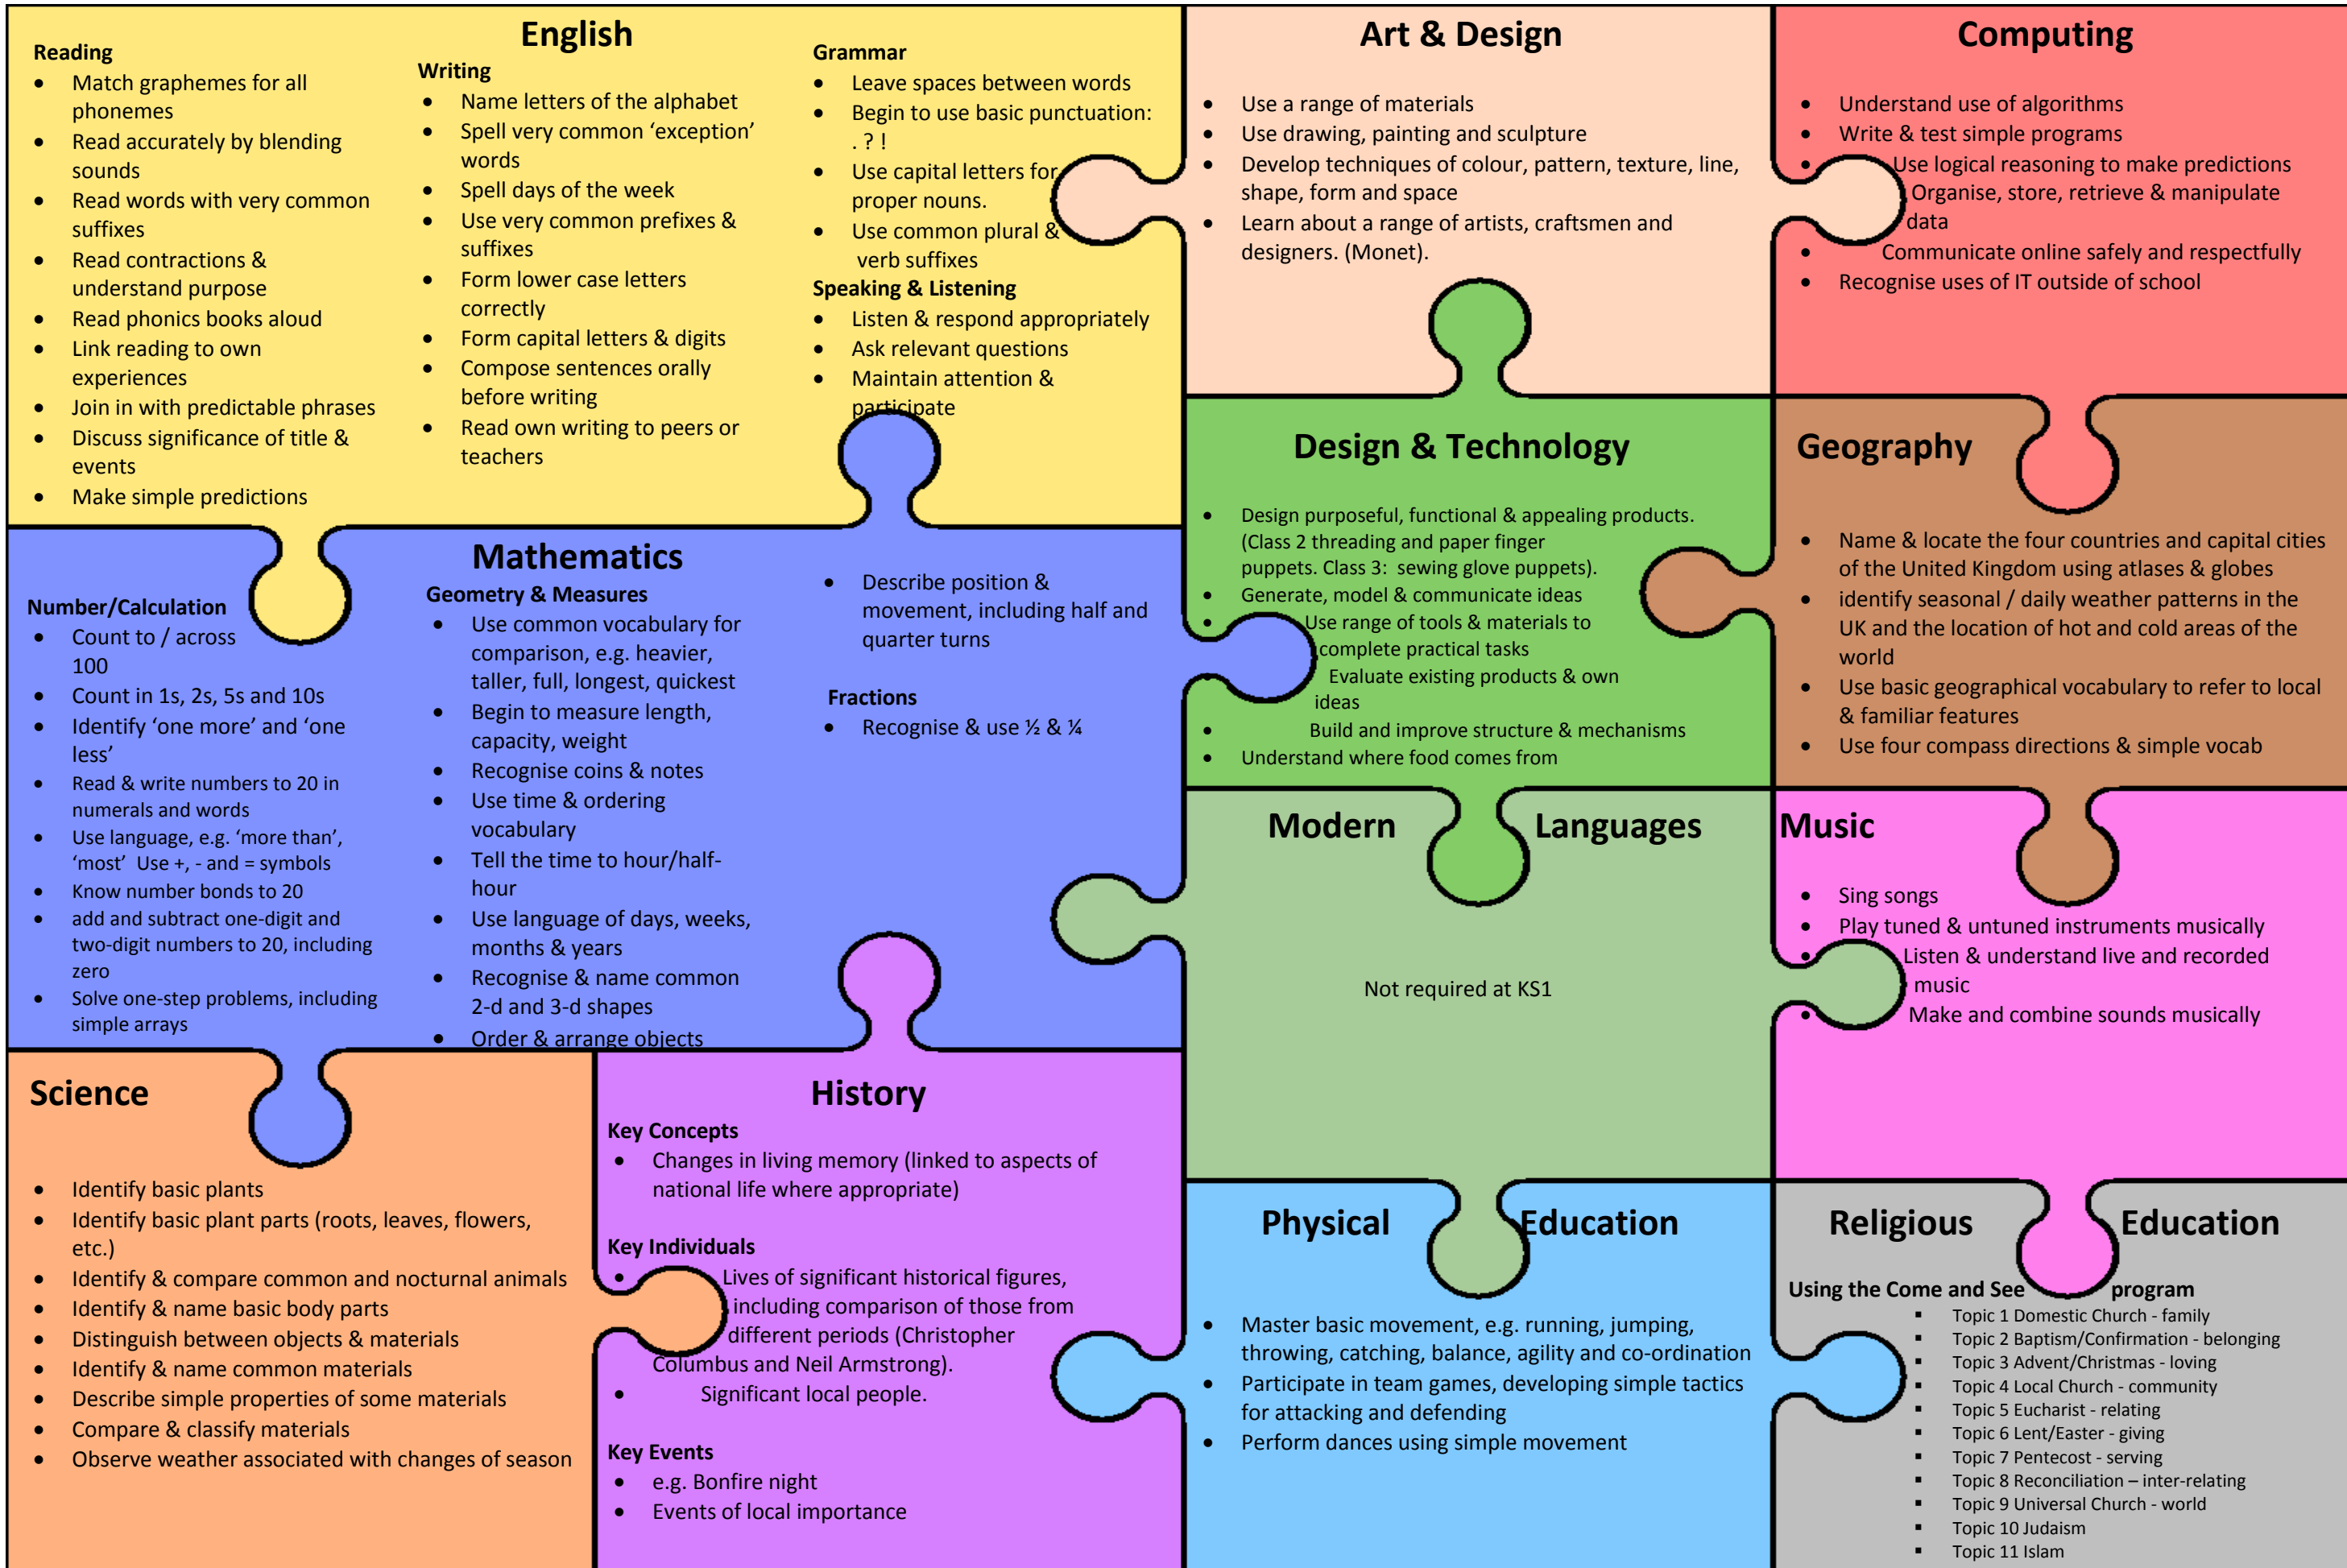 English
Reading
• Match graphemes for all
phonemes
• Read accurately by blending
sounds
• Read words with very common
suffixes
• Read contractions &
understand purpose
• Read phonics books aloud
• Link reading to own
experiences
• Join in with predictable phrases
• Discuss significance of title &
events
• Make simple predictions
Writing
• Name letters of the alphabet
• Spell very common ‘exception’
words
• Spell days of the week
• Use very common prefixes &
suffixes
• Form lower case letters
correctly
• Form capital letters & digits
• Compose sentences orally
before writing
• Read own writing to peers or
teachers
Grammar
• Leave spaces between words
• Begin to use basic punctuation:
. ? !
• Use capital letters for
proper nouns.
• Use common plural &
verb suffixes
Speaking & Listening
• Listen & respond appropriately
• Ask relevant questions
• Maintain attention &
participate
Art & Design
• Use a range of materials
• Use drawing, painting and sculpture
• Develop techniques of colour, pattern, texture, line,
shape, form and space
• Learn about a range of artists, craftsmen and
designers. (Monet).
Computing
• Understand use of algorithms
• Write & test simple programs
• Use logical reasoning to make predictions
Organise, store, retrieve & manipulate
data
• Communicate online safely and respectfully
• Recognise uses of IT outside of school
Mathematics
Number/Calculation
• Count to / across
100
• Count in 1s, 2s, 5s and 10s
• Identify ‘one more’ and ‘one
less’
• Read & write numbers to 20 in
numerals and words
• Use language, e.g. ‘more than’,
‘most’ Use +, - and = symbols
• Know number bonds to 20
• add and subtract one-digit and
two-digit numbers to 20, including
zero
• Solve one-step problems, including
simple arrays
Geometry & Measures
• Use common vocabulary for
comparison, e.g. heavier,
taller, full, longest, quickest
• Begin to measure length,
capacity, weight
• Recognise coins & notes
• Use time & ordering
vocabulary
• Tell the time to hour/half-
hour
• Use language of days, weeks,
months & years
• Recognise & name common
2-d and 3-d shapes
• Order & arrange objects
• Describe position &
movement, including half and
quarter turns
Fractions
• Recognise & use ½ & ¼
Design & Technology
• Design purposeful, functional & appealing products.
(Class 2 threading and paper finger
puppets. Class 3: sewing glove puppets).
• Generate, model & communicate ideas
• Use range of tools & materials to
complete practical tasks
• Evaluate existing products & own
ideas
• Build and improve structure & mechanisms
• Understand where food comes from
Geography
• Name & locate the four countries and capital cities
of the United Kingdom using atlases & globes
• identify seasonal / daily weather patterns in the
UK and the location of hot and cold areas of the
world
• Use basic geographical vocabulary to refer to local
& familiar features
• Use four compass directions & simple vocab
Modern Languages
Not required at KS1
Music
• Sing songs
• Play tuned & untuned instruments musically
• Listen & understand live and recorded
music
• Make and combine sounds musically
Science
• Identify basic plants
• Identify basic plant parts (roots, leaves, flowers,
etc.)
• Identify & compare common and nocturnal animals
• Identify & name basic body parts
• Distinguish between objects & materials
• Identify & name common materials
• Describe simple properties of some materials
• Compare & classify materials
• Observe weather associated with changes of season
History
Key Concepts
• Changes in living memory (linked to aspects of
national life where appropriate)
Key Individuals
• Lives of significant historical figures,
including comparison of those from
different periods (Christopher
Columbus and Neil Armstrong).
• Significant local people.
Key Events
• e.g. Bonfire night
• Events of local importance
Physical Education
• Master basic movement, e.g. running, jumping,
throwing, catching, balance, agility and co-ordination
• Participate in team games, developing simple tactics
for attacking and defending
• Perform dances using simple movement
Religious Education
Using the Come and See program
▪ Topic 1 Domestic Church - family
▪ Topic 2 Baptism/Confirmation - belonging
▪ Topic 3 Advent/Christmas - loving
▪ Topic 4 Local Church - community
▪ Topic 5 Eucharist - relating
▪ Topic 6 Lent/Easter - giving
▪ Topic 7 Pentecost - serving
▪ Topic 8 Reconciliation – inter-relating
▪ Topic 9 Universal Church - world
▪ Topic 10 Judaism
▪ Topic 11 Islam